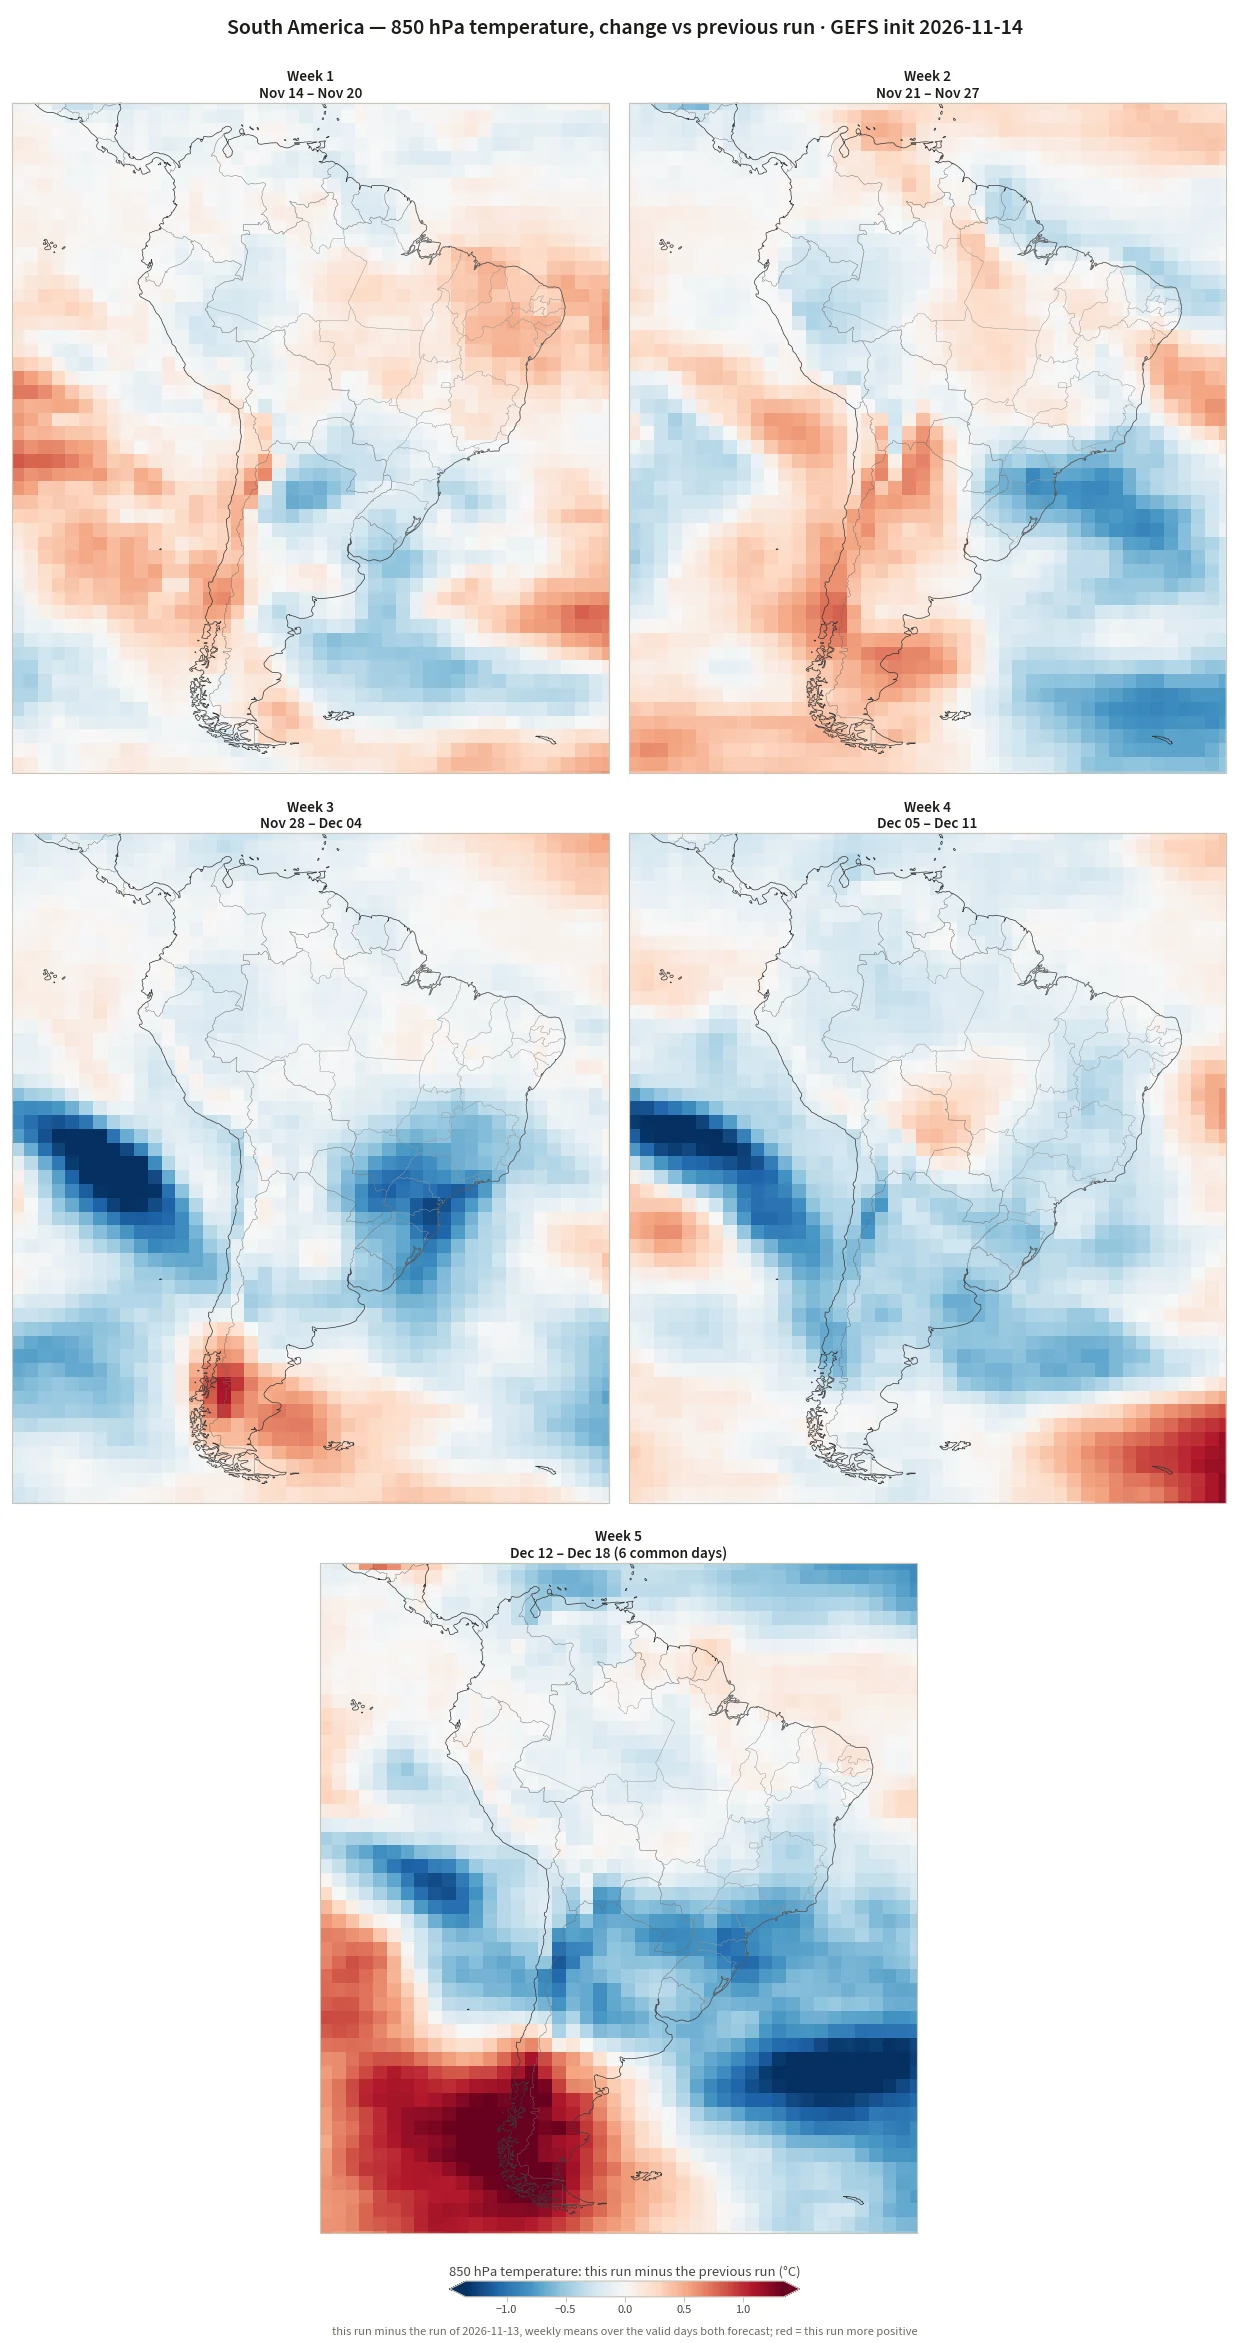 South America — 850 hPa temperature, change vs previous run · GEFS init 2026-11-14
Week 1
Nov 14 – Nov 20
Week 2
Nov 21 – Nov 27
Week 3
Nov 28 – Dec 04
Week 4
Dec 05 – Dec 11
Week 5
Dec 12 – Dec 18 (6 common days)
850 hPa temperature: this run minus the previous run (°C)
−1.0 −0.5 0.0 0.5 1.0
this run minus the run of 2026-11-13, weekly means over the valid days both forecast; red = this run more positive